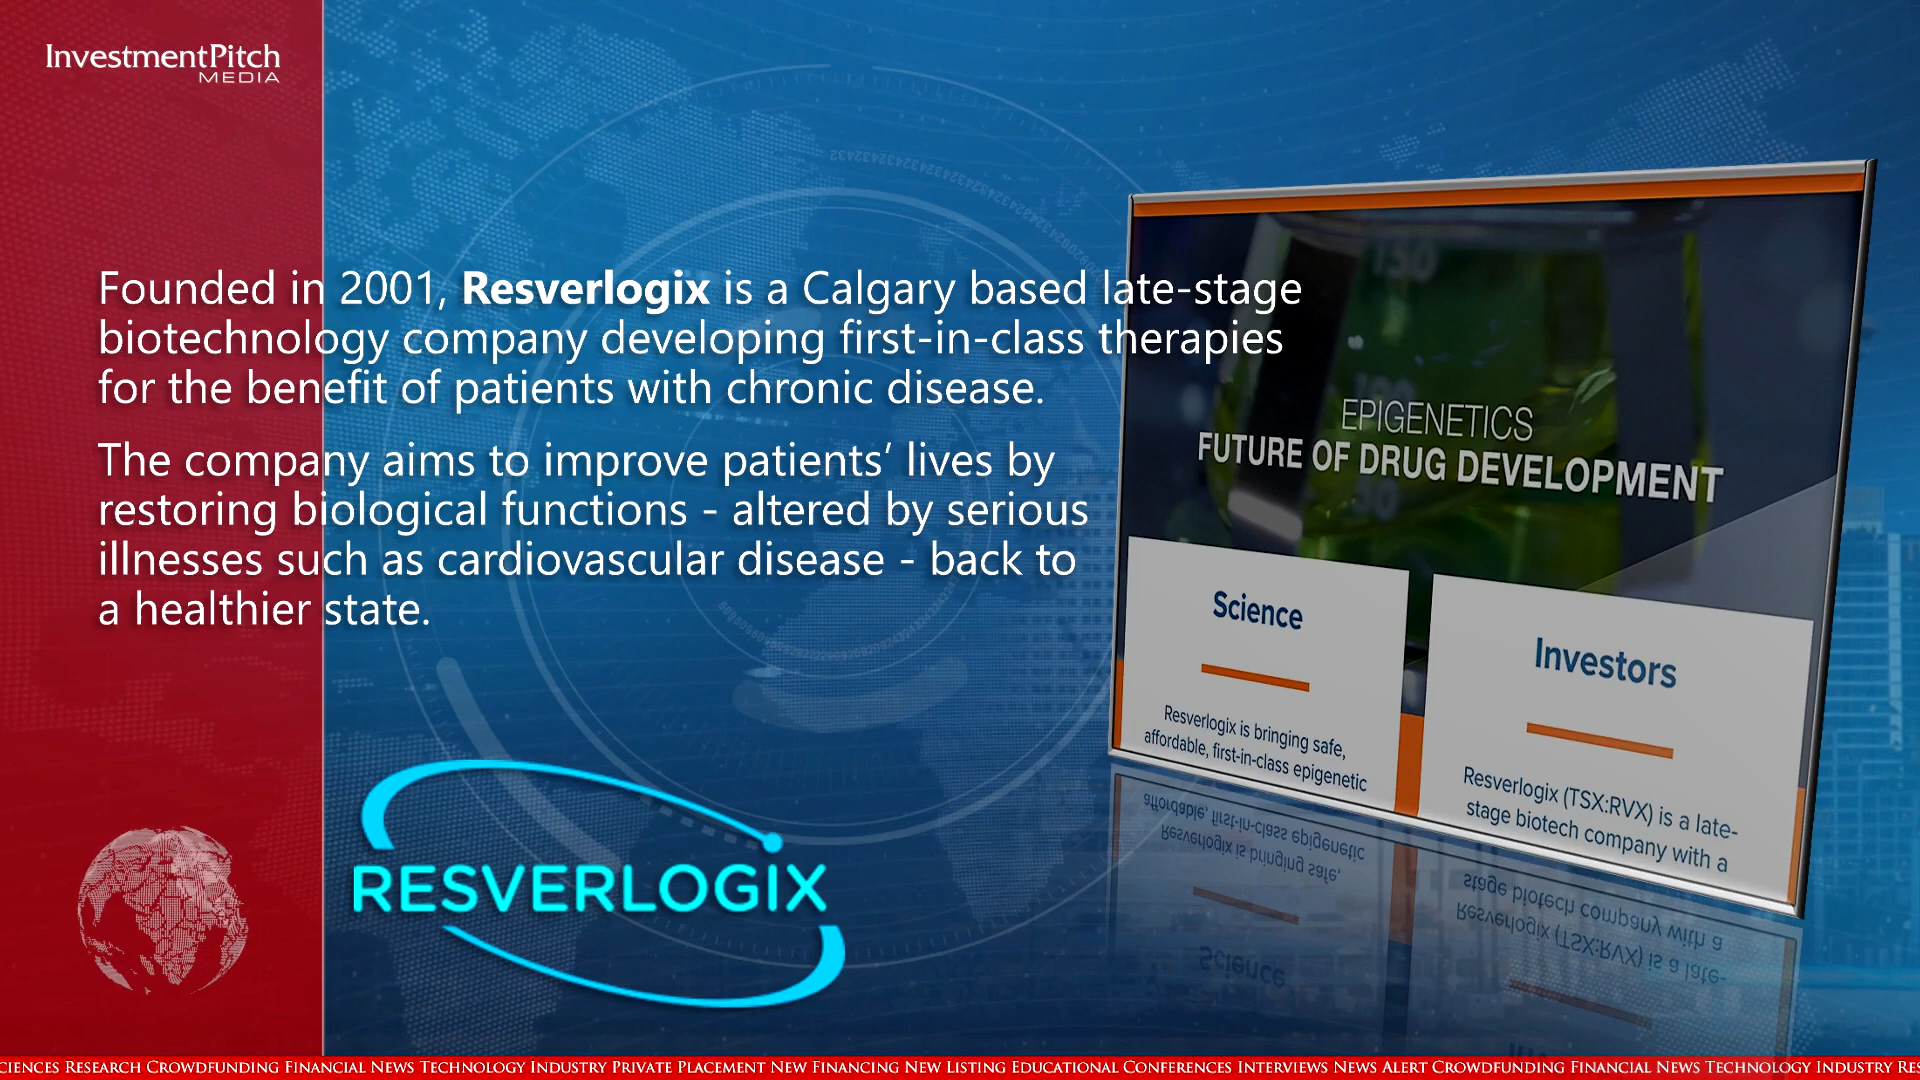 InvestmentPitch
MEDIA
Founded in 2001, Resverlogix is a Calgary based late-stage
biotechnology company developing first-in-class therapies
for the benefit of patients with chronic disease.
The company aims to improve patients’ lives by
restoring biological functions - altered by serious
illnesses such as cardiovascular disease - back to
a healthier state.
RESVERLOGIX
EPIGENETICS
FUTURE OF DRUG DEVELOPMENT
Science
Resverlogix is bringing safe,
affordable, first-in-class epigenetic
Investors
Resverlogix (TSX:RVX) is a late-
stage biotech company with a
CIENCES RESEARCH CROWDFUNDING FINANCIAL NEWS TECHNOLOGY INDUSTRY PRIVATE PLACEMENT NEW FINANCING NEW LISTING EDUCATIONAL CONFERENCES INTERVIEWS NEWS ALERT CROWDFUNDING FINANCIAL NEWS TECHNOLOGY INDUSTRY RES